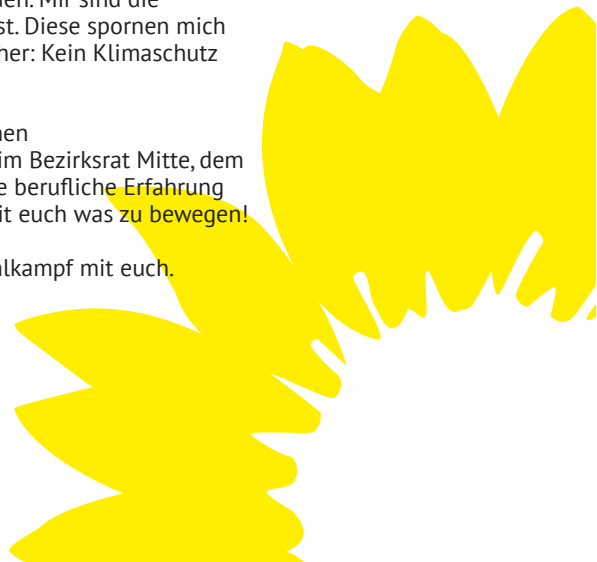 den. Mir sind die
st. Diese spornen mich
her: Kein Klimaschutz
nen
im Bezirksrat Mitte, dem
e berufliche Erfahrung
it euch was zu bewegen!
lkampf mit euch.